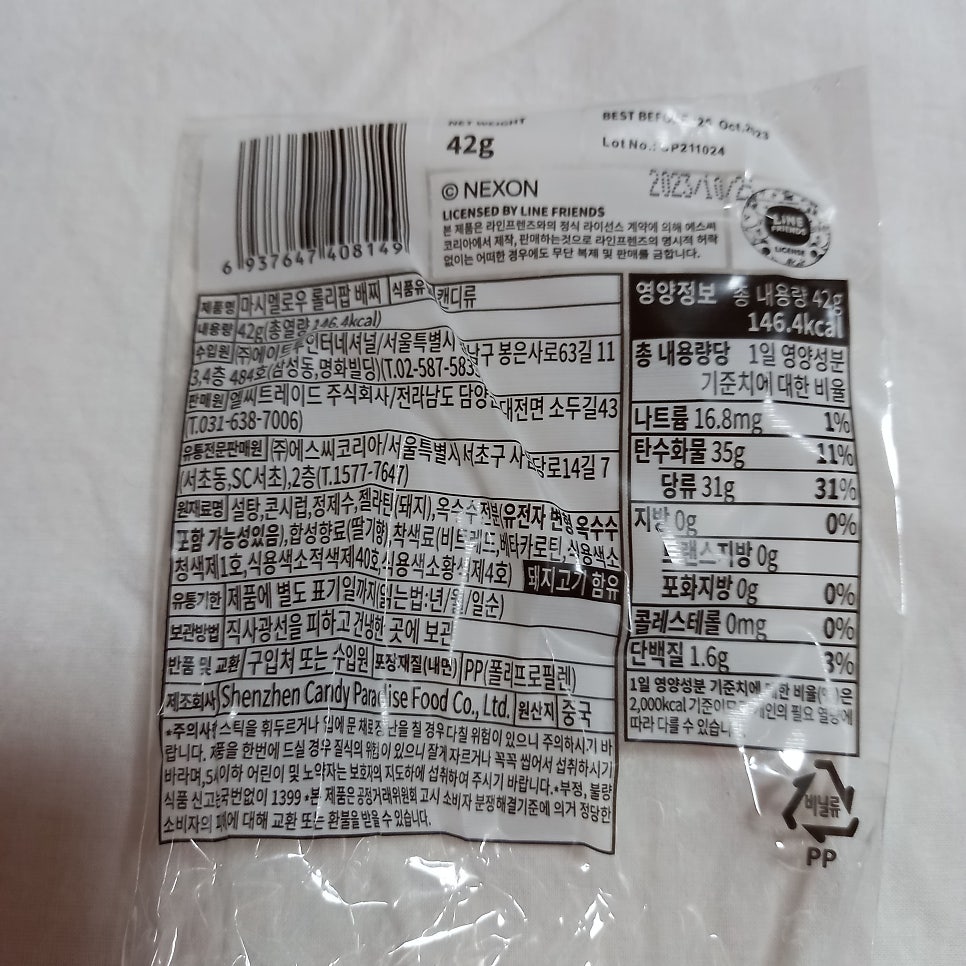 NET WEIGHT
42g
BEST BEFORE 2023
Lot No.: P211024
2023/10/2
© NEXON
LICENSED BY LINE FRIENDS
본 제품은 라인프렌즈와의 정식 라이선스 계약에 의해 에스씨
코리아에서 제작, 판매하는것으로 라인프렌즈의 명시적 허락
없이는 어떠한 경우에도 무단 복제 및 판매를 금합니다.
LINE
FRIENDS
LICENSE
6 937647 408149
제품명 마시멜로우 롤리팝 배찌 식품유 캔디류
내용량 42g(총열량 146.4kcal)
수입원 (주)에이트 인터네셔널/서울특별시 남구 봉은사로63길 11
3,4층 484호(삼성동,명화빌딩)(T.02-587-583
판매원 엘씨트레이드 주식회사/전라남도 담양 대전면 소두길43
(T.031-638-7006)
유통전문판매원 (주)에스씨코리아/서울특별시 서초구 사 당로14길 7
(서초동,SC서초),2층(T.1577-7647)
원재료명 설탕,콘시럽,정제수,젤라틴(돼지),옥수수전분(유전자 변형 옥수수
포함 가능성있음),합성향료(딸기향),착색료(비트레드,베타카로틴,식용색소
청색제1호,식용색소적색제40호,식용색소황색제4호) 돼지고기 함유
유통기한 제품에 별도 표기일까지(읽는법:년/월/일순)
보관방법 직사광선을 피하고 건냉한 곳에 보관
반품 및 교환 구입처 또는 수입원 포장재질(내면) PP(폴리프로필렌)
제조회사 Shenzhen Candy Paradise Food Co., Ltd. 원산지 중국
*주의사 스틱을 휘두르거나 입에 문 채로 장난을 칠 경우 다칠 위험이 있으니 주의하시기 바
랍니다. 제품을 한번에 드실 경우 질식의 위험이 있으니 잘게 자르거나 꼭꼭 씹어서 섭취하시기
바라며, 5세이하 어린이 및 노약자는 보호자의 지도하에 섭취하여 주시기 바랍니다. *부정, 불량
식품 신고는 국번없이 1399 *본 제품은 공정거래위원회 고시 소비자 분쟁해결기준에 의거 정당한
소비자의 피해에 대해 교환 또는 환불을 받을 수 있습니다.
영양정보 총 내용량 42g
146.4kcal
총 내용량당 1일 영양성분
기준치에 대한 비율
나트륨 16.8mg 1%
탄수화물 35g 11%
당류 31g 31%
지방 0g 0%
트랜스지방 0g
포화지방 0g 0%
콜레스테롤 0mg 0%
단백질 1.6g 3%
1일 영양성분 기준치에 대한 비율(%)은
2,000kcal 기준이므로 개인의 필요 열량에
따라 다를 수 있습니
비닐류
PP